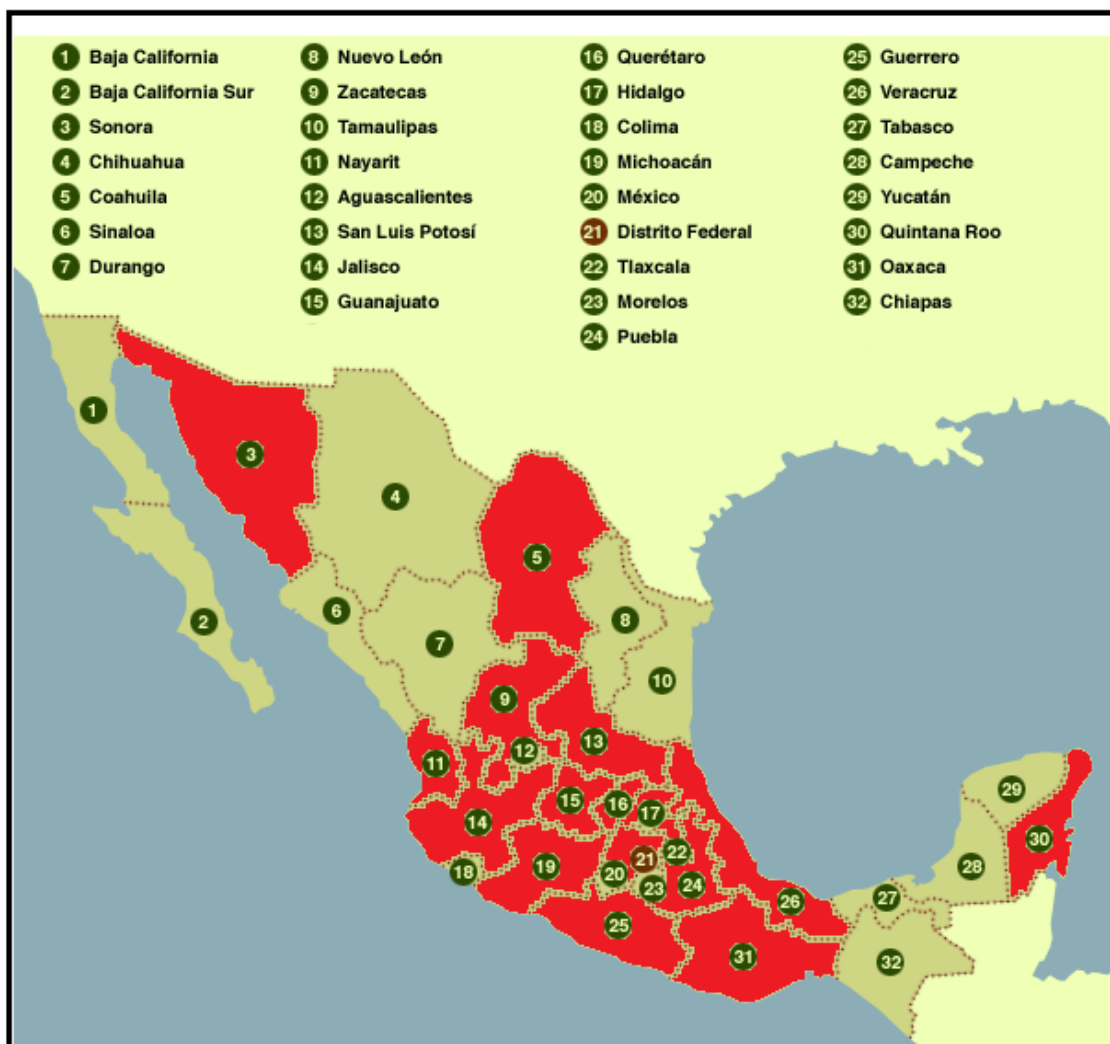 1 Baja California
2 Baja California Sur
3 Sonora
4 Chihuahua
5 Coahuila
6 Sinaloa
7 Durango
8 Nuevo León
9 Zacatecas
10 Tamaulipas
11 Nayarit
12 Aguascalientes
13 San Luis Potosí
14 Jalisco
15 Guanajuato
16 Querétaro
17 Hidalgo
18 Colima
19 Michoacán
20 México
21 Distrito Federal
22 Tlaxcala
23 Morelos
24 Puebla
25 Guerrero
26 Veracruz
27 Tabasco
28 Campeche
29 Yucatán
30 Quintana Roo
31 Oaxaca
32 Chiapas
1
3
4
5
2
6
8
7
10
9
13
12
11
29
15
16
17
14
30
21
22
19
28
18
20
23
24
27
26
25
31
32